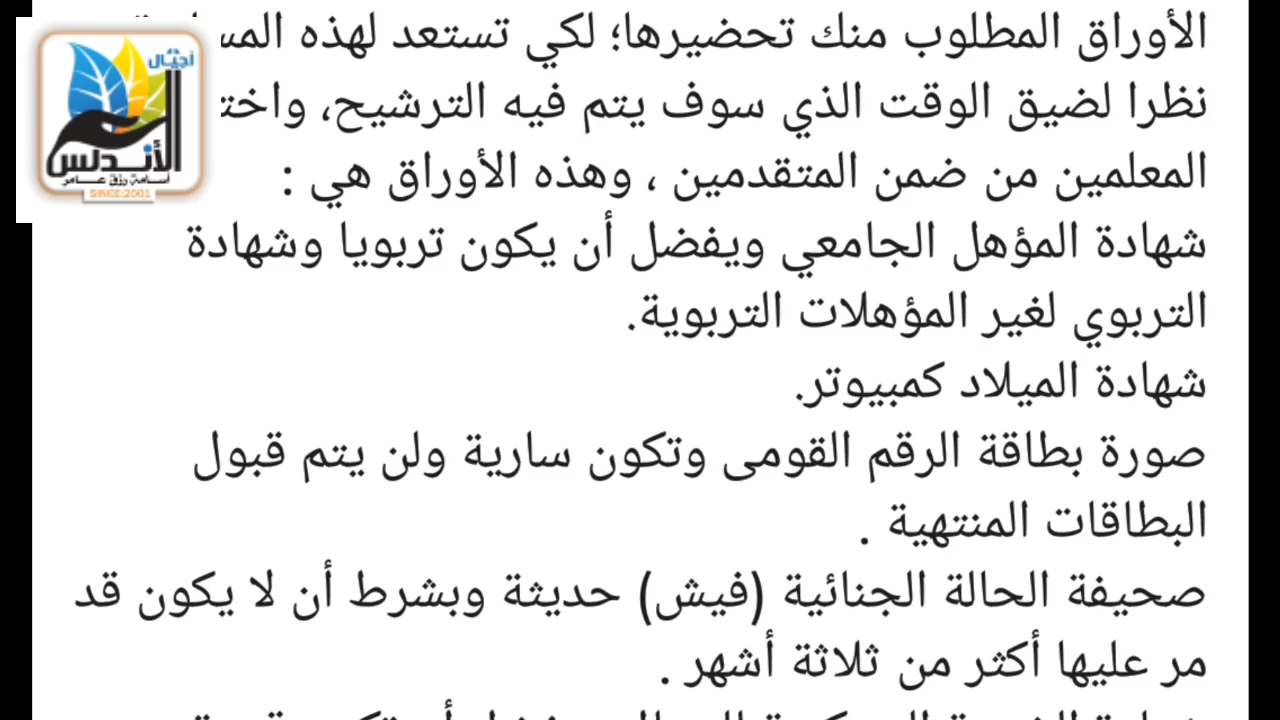 الأوراق المطلوب منك تحضيرها؛ لكي تستعد لهذه
نظرا لضيق الوقت الذي سوف يتم فيه الترشيح،
المعلمين من ضمن المتقدمين ، وهذه الأوراق هي :
شهادة المؤهل الجامعي ويفضل أن يكون تربويا وشهادة
التربوي لغير المؤهلات التربوية.
شهادة الميلاد كمبيوتر.
صورة بطاقة الرقم القومى وتكون سارية ولن يتم قبول
البطاقات المنتهية .
صحيفة الحالة الجنائية (فيش) حديثة وبشرط أن لا يكون قد
مر عليها أكثر من ثلاثة أشهر .
أجيال
الأندلس
أسامة رزق عامر
SINCE:2001